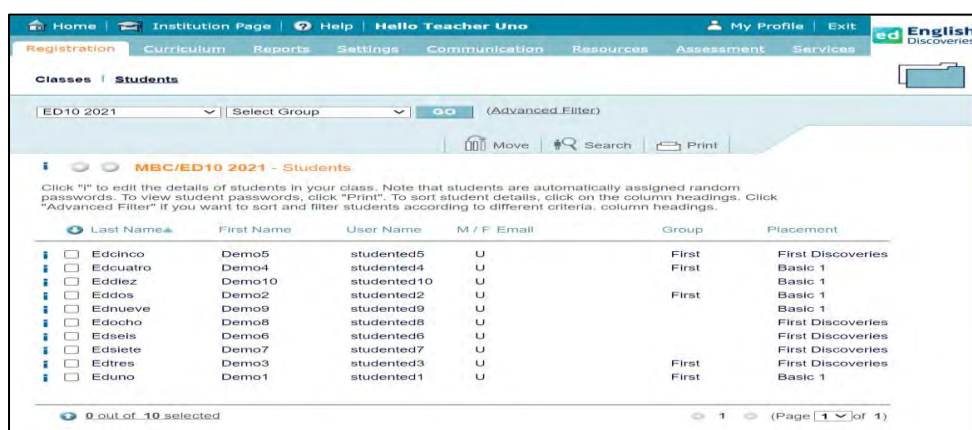 Home | Institution Page | ? Help | Hello Teacher Uno My Profile | Exit
ed English Discoveries
Registration Curriculum Reports Settings Communication Resources Assessment Services
Classes | Students
ED10 2021 Select Group GO (Advanced Filter)
Move Search Print
i MBC/ED10 2021 - Students
Click "i" to edit the details of students in your class. Note that students are automatically assigned random
passwords. To view student passwords, click "Print". To sort student details, click on the column headings. Click
"Advanced Filter" if you want to sort and filter students according to different criteria. column headings.
Last Name First Name User Name M / F Email Group Placement
i Edcinco Demo5 studented5 U First First Discoveries
i Edcuatro Demo4 studented4 U First Basic 1
i Eddiez Demo10 studented10 U Basic 1
i Eddos Demo2 studented2 U First Basic 1
i Ednueve Demo9 studented9 U Basic 1
i Edocho Demo8 studented8 U First Discoveries
i Edseis Demo6 studented6 U First Discoveries
i Edsiete Demo7 studented7 U First Discoveries
i Edtres Demo3 studented3 U First First Discoveries
i Eduno Demo1 studented1 U First Basic 1
0 out of 10 selected 1 (Page 1 of 1)